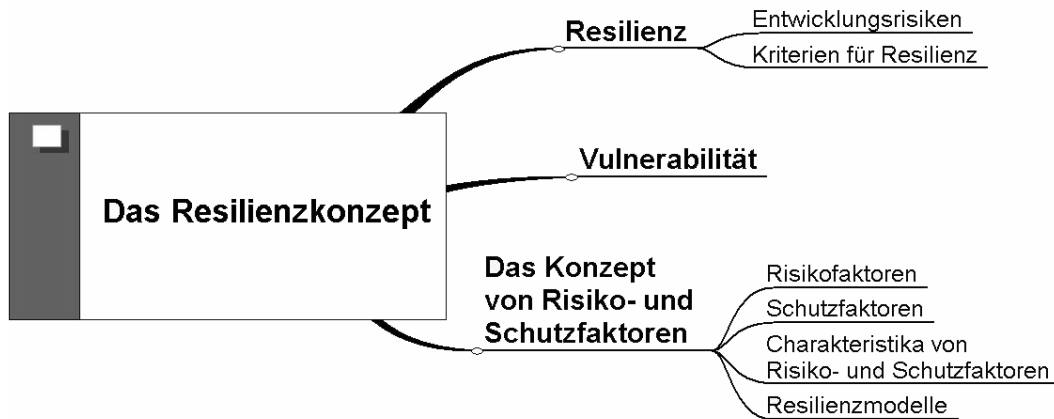 Das Resilienzkonzept
Resilienz
Entwicklungsrisiken
Kriterien für Resilienz
Vulnerabilität
Das Konzept
von Risiko- und
Schutzfaktoren
Risikofaktoren
Schutzfaktoren
Charakteristika von
Risiko- und Schutzfaktoren
Resilienzmodelle